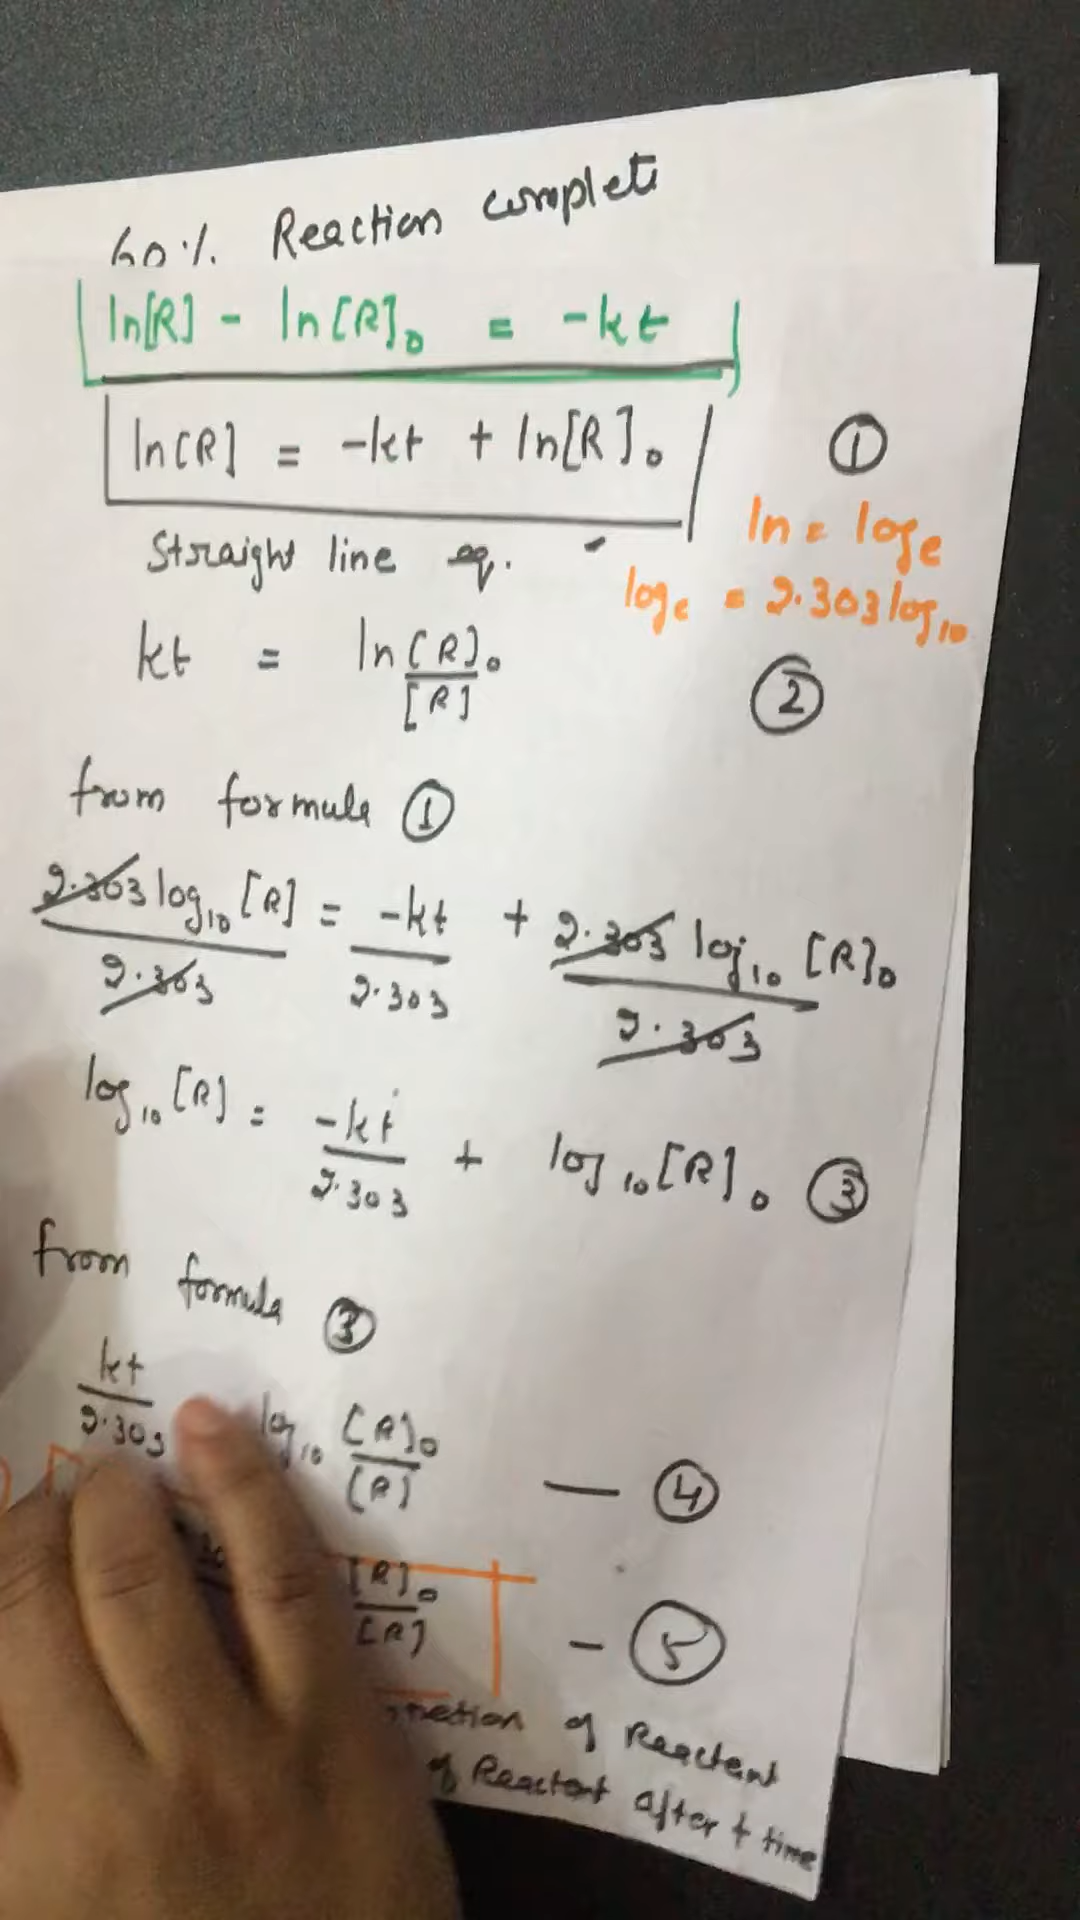 60% Reaction complete
ln[R] - ln[R]₀ = -kt
ln[R] = -kt + ln[R]₀ ①
Straight line eq.
ln = logₑ
logₑ = 2.303 log₁₀
kt = ln [R]₀/[R] ②
from formula ①
2.303 log₁₀ [R]/2.303 = -kt/2.303 + 2.303 log₁₀ [R]₀/2.303
log₁₀ [R] = -kt/2.303 + log₁₀ [R]₀ ③
from formula ③
kt/2.303 log₁₀ [R]₀/[R] — ④
[R]₀/[R] - ⑤
of Reactant
of Reactant after t time